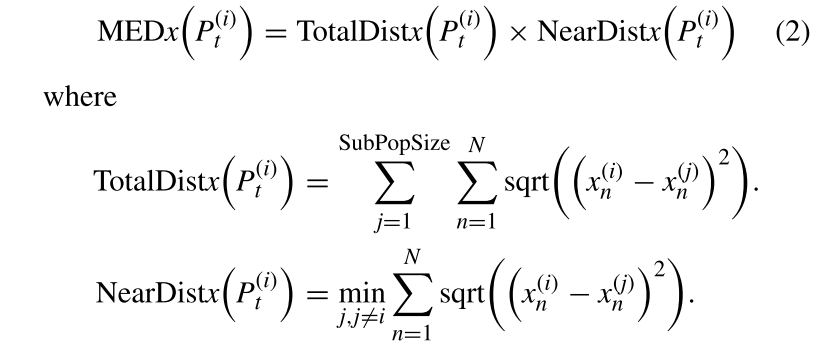 MEDx(P_t^{(i)}) = TotalDistx(P_t^{(i)}) × NearDistx(P_t^{(i)}) (2)
where
TotalDistx(P_t^{(i)}) = \sum_{j=1}^{SubPopSize} \sum_{n=1}^{N} sqrt((x_n^{(i)} − x_n^{(j)})^2).
NearDistx(P_t^{(i)}) = \min_{j,j≠i} \sum_{n=1}^{N} sqrt((x_n^{(i)} − x_n^{(j)})^2).